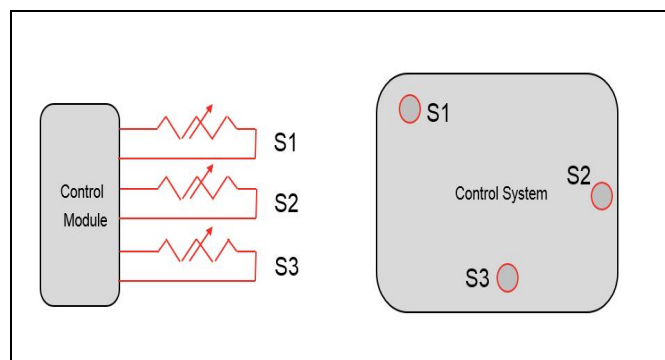 Control
Module
S1
S2
S3
S1
Control System
S2
S3